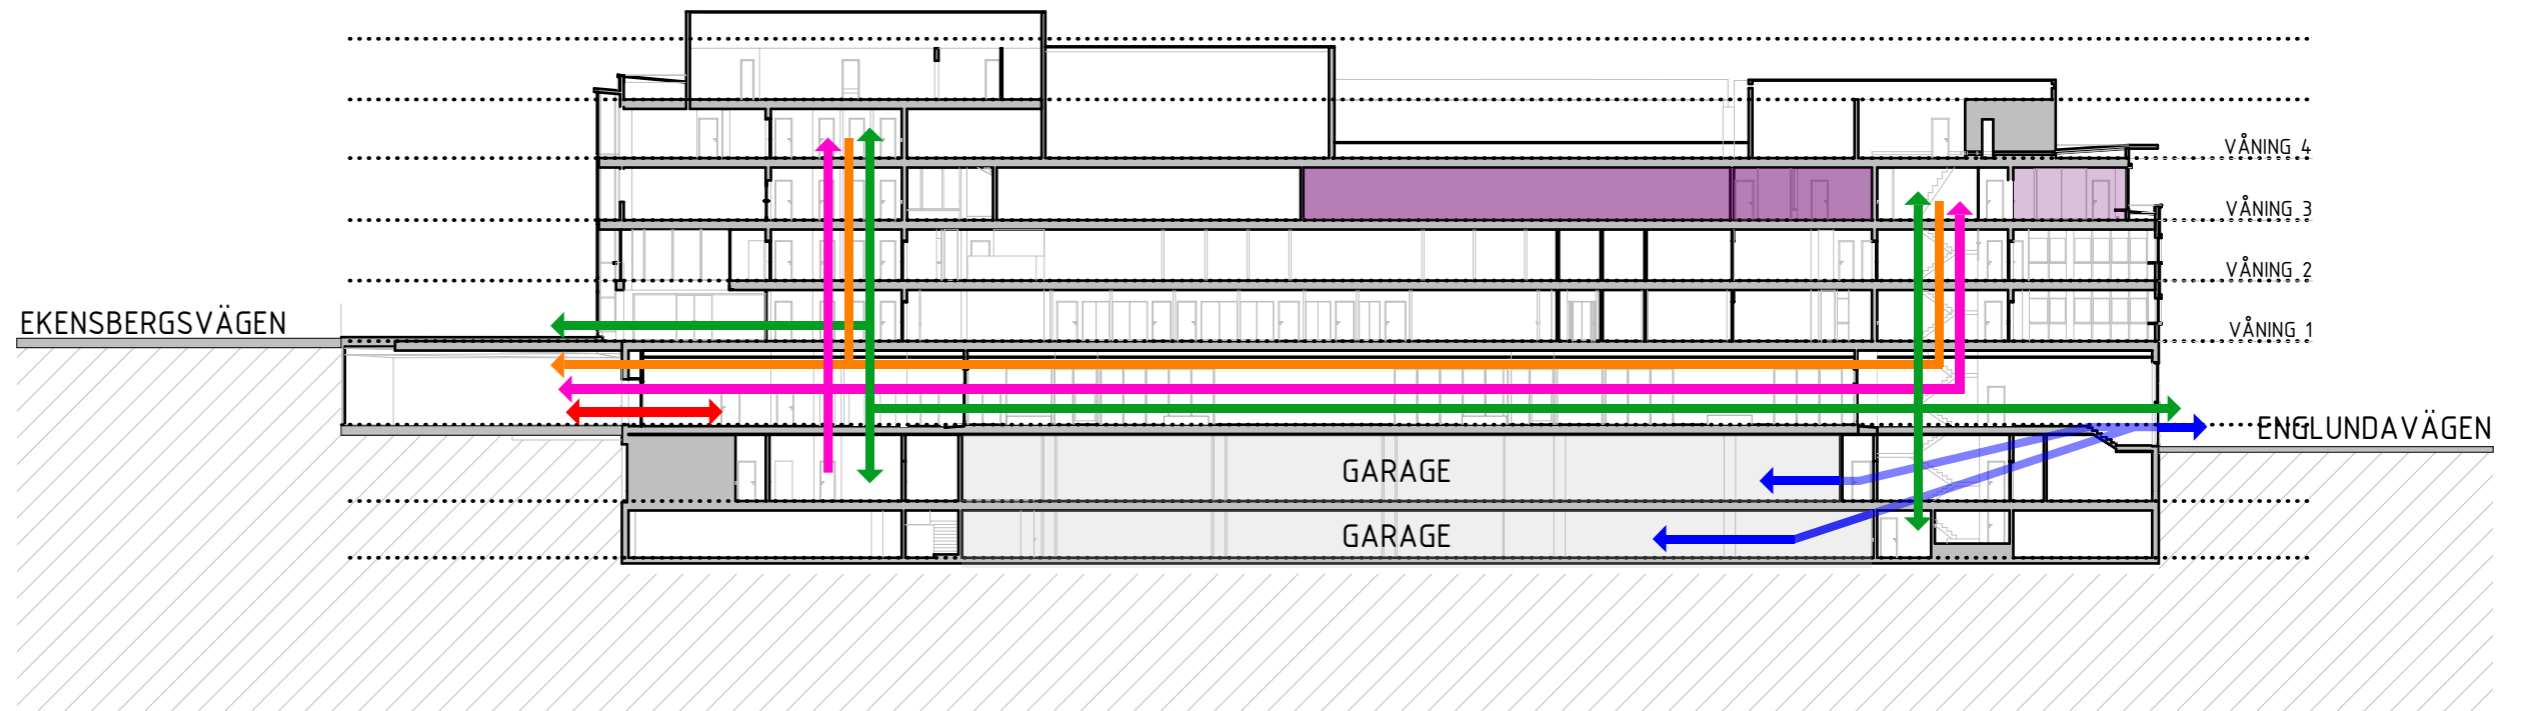 VÅNING 4
VÅNING 3
VÅNING 2
EKENSBERGSVÄGEN
VÅNING 1
ENGLUNDAVÄGEN
GARAGE
GARAGE